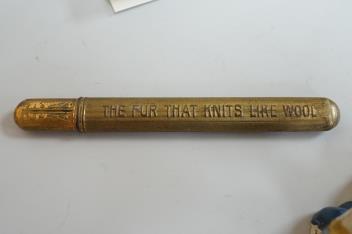 THE FUR THAT KNITS LIKE WOOL